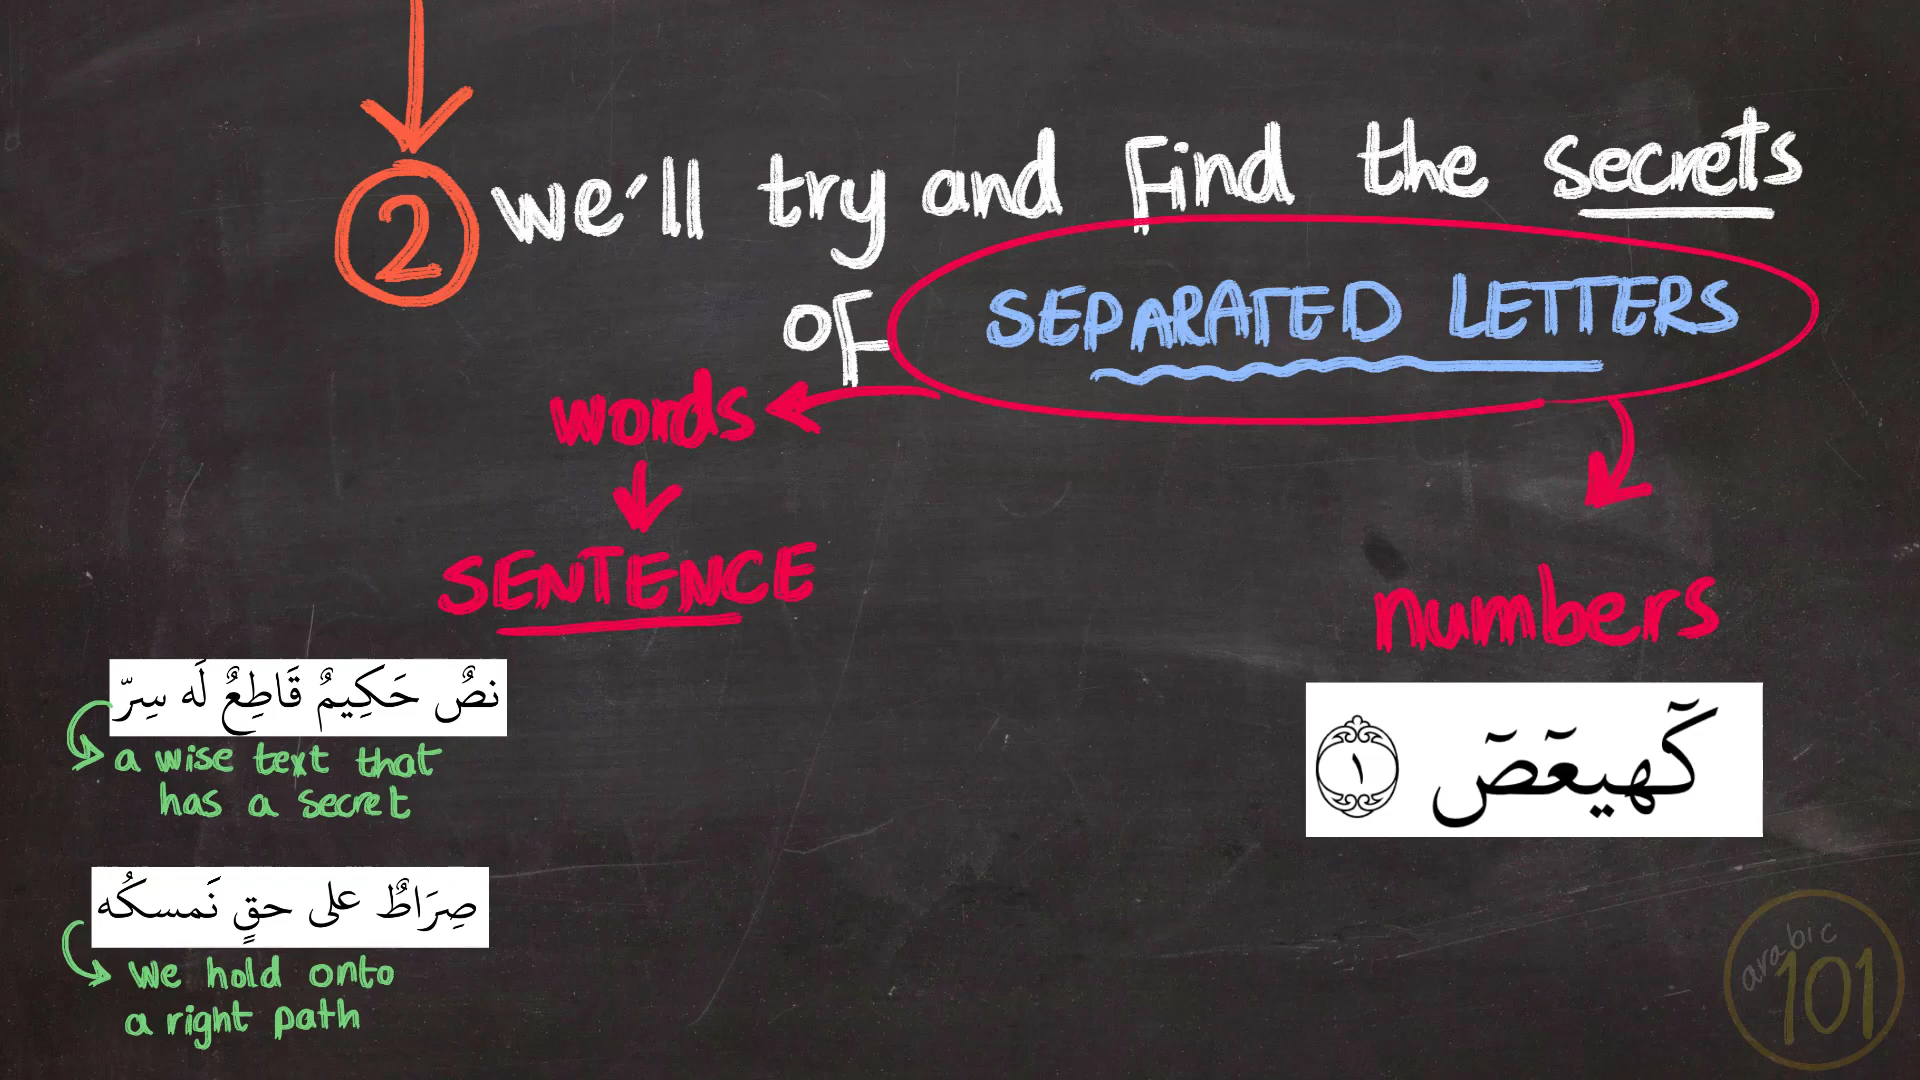 2 we'll try and Find the secrets
of SEPARATED LETTERS
words
SENTENCE
numbers
نصٌ حَكِيمٌ قَاطِعٌ لَه سِرّ
a wise text that
has a secret
كٓهيعٓصٓ ١
صِرَاطٌ على حقٍ نَمسكُه
we hold onto
a right path
arabic
101